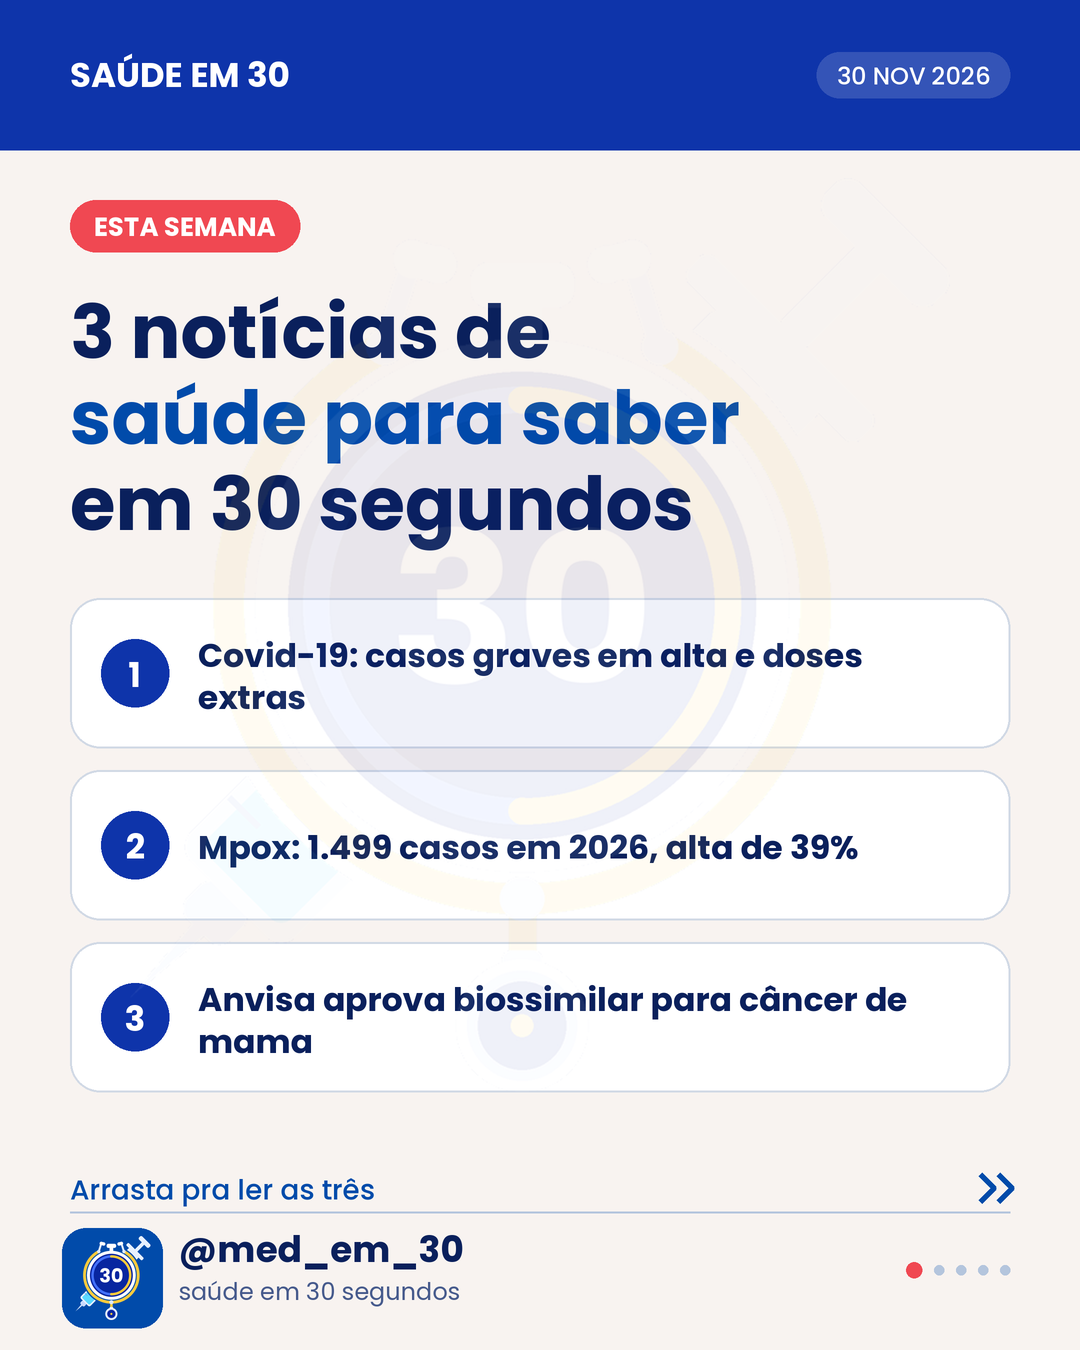 SAÚDE EM 30
30 NOV 2026
ESTA SEMANA
3 notícias de
saúde para saber
em 30 segundos
30
1
Covid-19: casos graves em alta e doses
extras
2
Mpox: 1.499 casos em 2026, alta de 39%
3
Anvisa aprova biossimilar para câncer de
mama
Arrasta pra ler as três
30
@med_em_30
saúde em 30 segundos